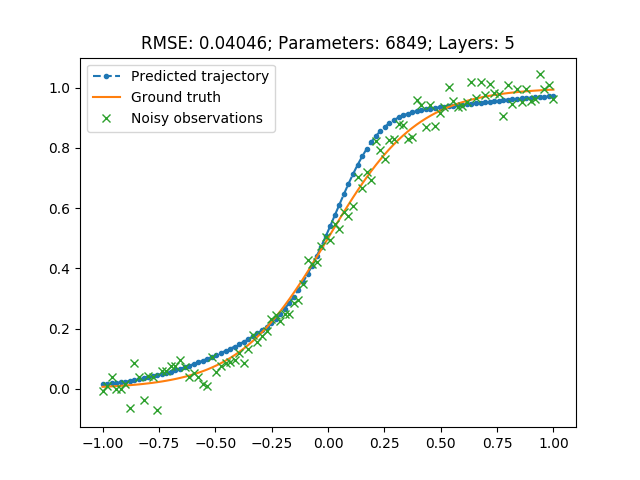 RMSE: 0.04046; Parameters: 6849; Layers: 5
Predicted trajectory
Ground truth
Noisy observations
1.0
0.8
0.6
0.4
0.2
0.0
−1.00 −0.75 −0.50 −0.25 0.00 0.25 0.50 0.75 1.00